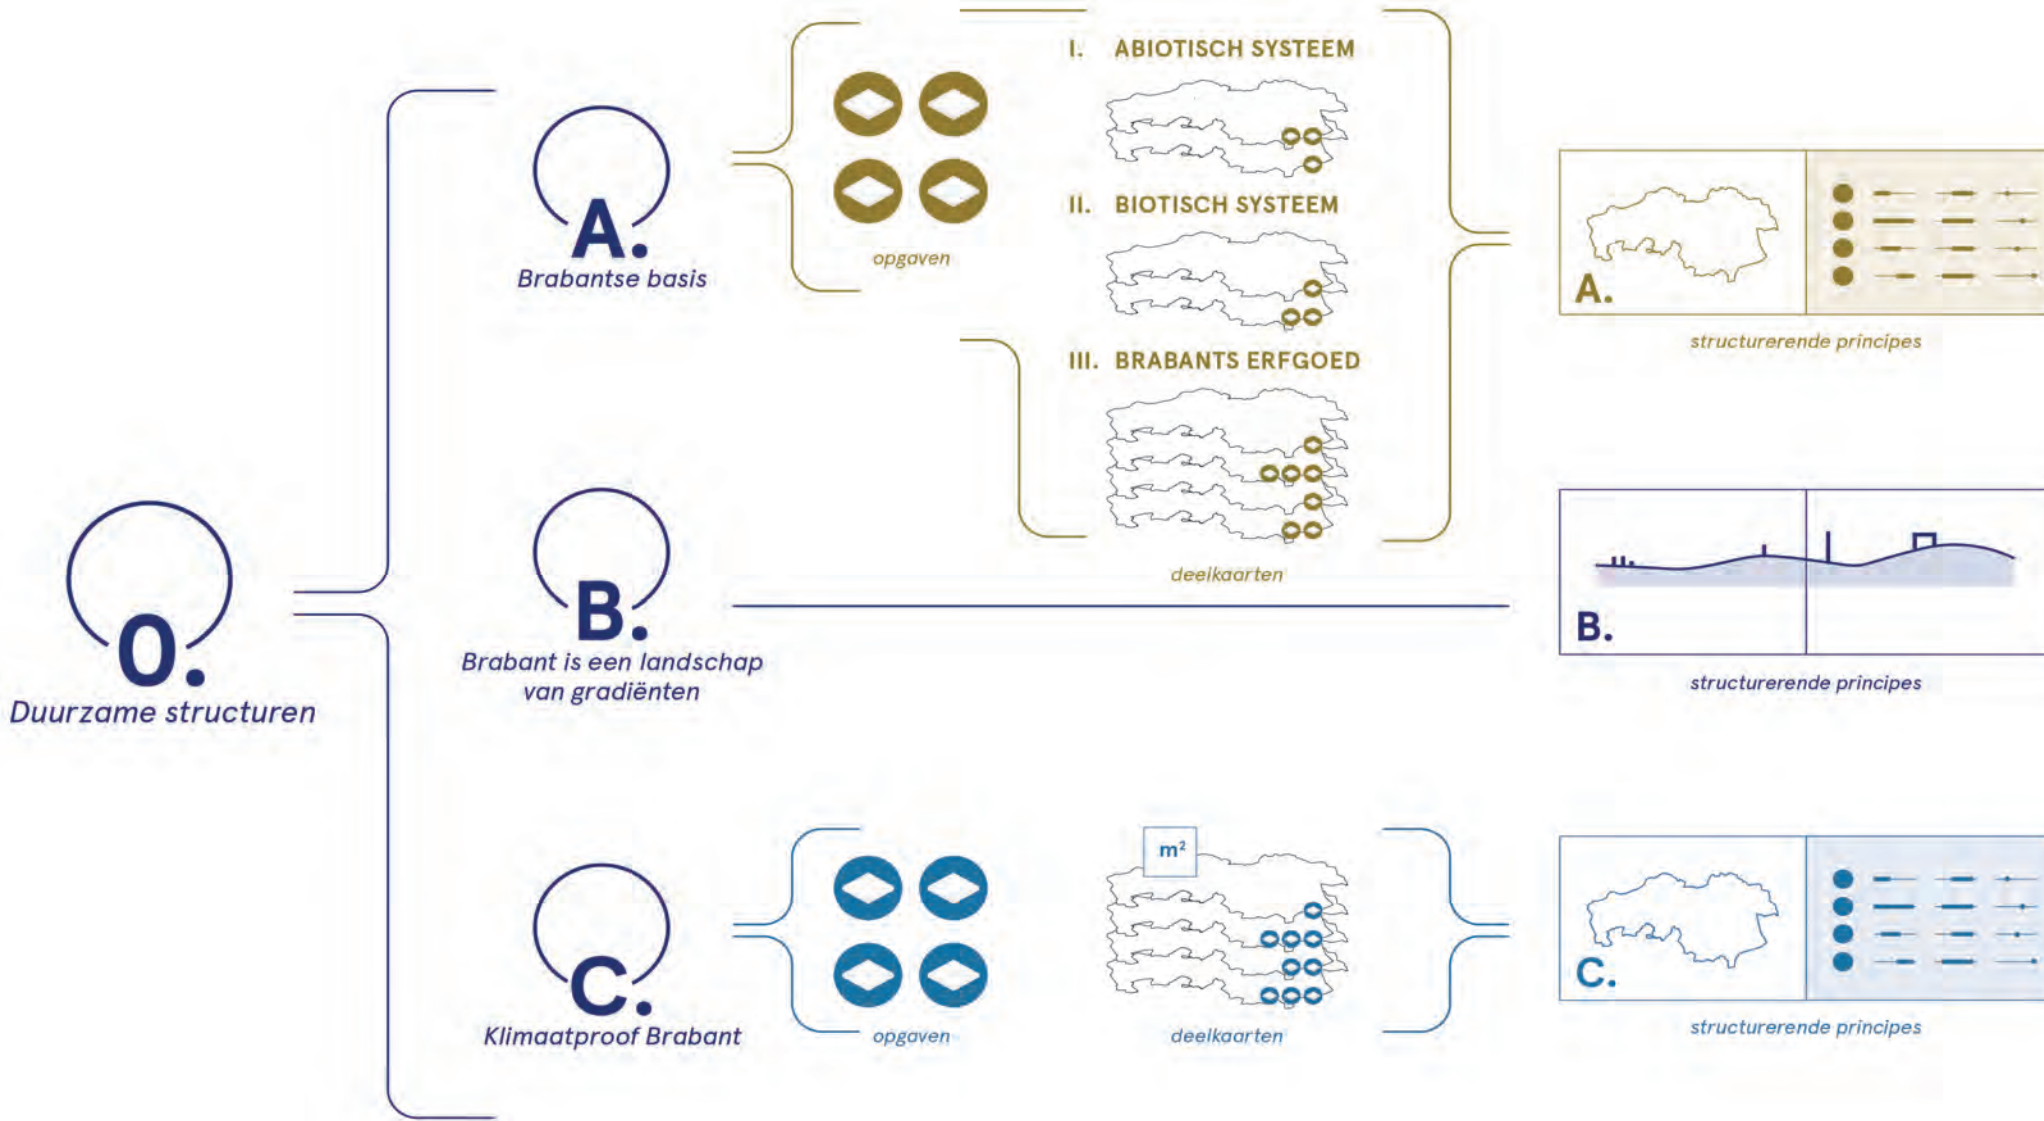 0.
Duurzame structuren
A.
Brabantse basis
opgaven
I. ABIOTISCH SYSTEEM
II. BIOTISCH SYSTEEM
III. BRABANTS ERFGOED
deelkaarten
A.
structurerende principes
B.
Brabant is een landschap
van gradiënten
B.
structurerende principes
C.
Klimaatproof Brabant
opgaven
m²
deelkaarten
C.
structurerende principes